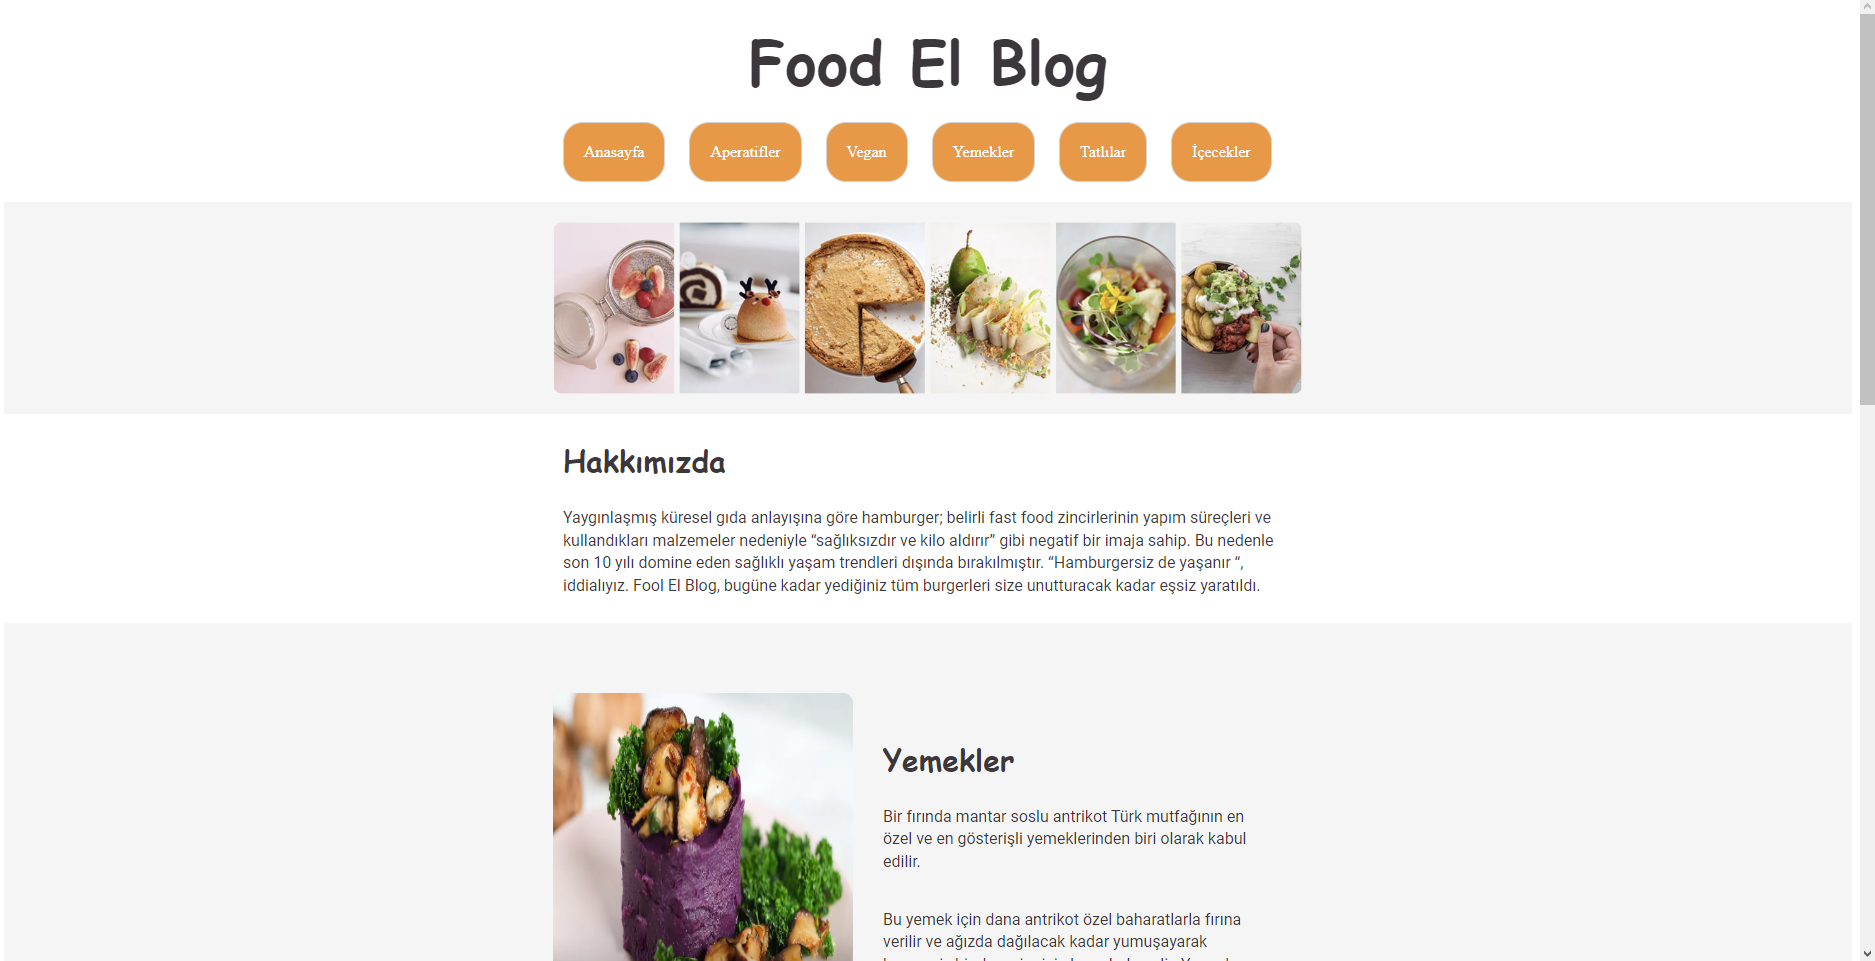 Food El Blog
Anasayfa Aperatifler Vegan Yemekler Tatlılar İçecekler
Hakkımızda
Yaygınlaşmış küresel gıda anlayışına göre hamburger; belirli fast food zincirlerinin yapım süreçleri ve
kullandıkları malzemeler nedeniyle “sağlıksızdır ve kilo aldırır” gibi negatif bir imaja sahip. Bu nedenle
son 10 yılı domine eden sağlıklı yaşam trendleri dışında bırakılmıştır. “Hamburgersiz de yaşanır “,
iddialıyız. Fool El Blog, bugüne kadar yediğiniz tüm burgerleri size unutturacak kadar eşsiz yaratıldı.
Yemekler
Bir fırında mantar soslu antrikot Türk mutfağının en
özel ve en gösterişli yemeklerinden biri olarak kabul
edilir.
Bu yemek için dana antrikot özel baharatlarla fırına
verilir ve ağızda dağılacak kadar yumuşayarak